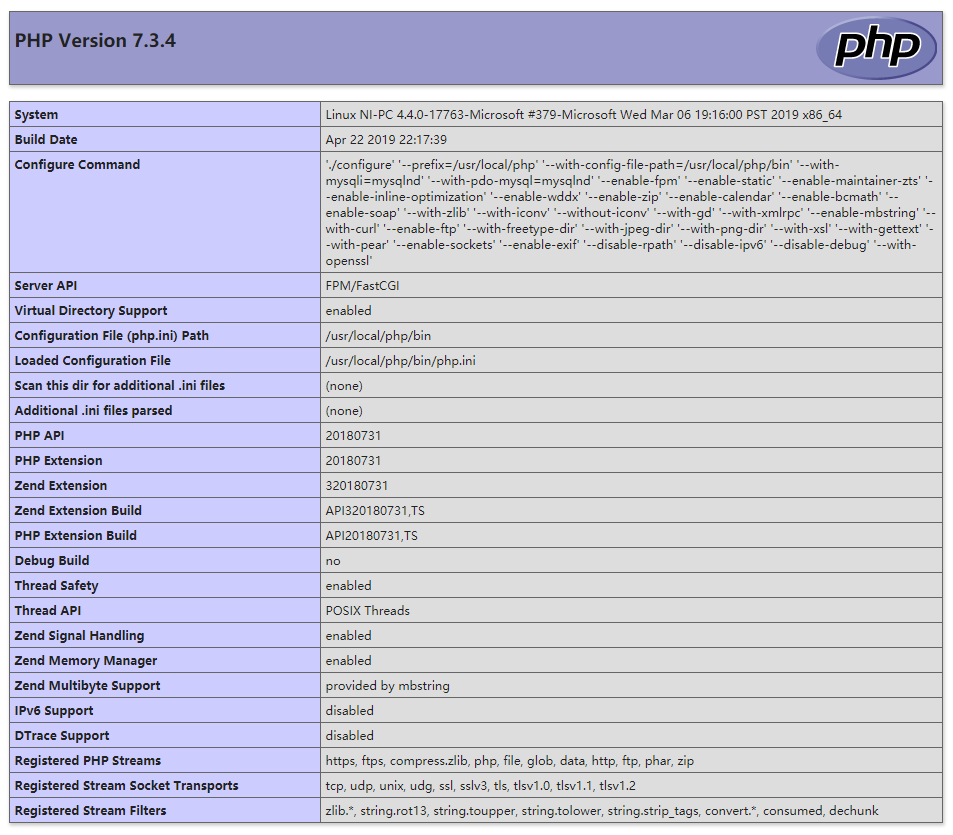 PHP Version 7.3.4
php
System Linux NI-PC 4.4.0-17763-Microsoft #379-Microsoft Wed Mar 06 19:16:00 PST 2019 x86_64
Build Date Apr 22 2019 22:17:39
Configure Command './configure' '--prefix=/usr/local/php' '--with-config-file-path=/usr/local/php/bin' '--with-
mysqli=mysqlnd' '--with-pdo-mysql=mysqlnd' '--enable-fpm' '--enable-static' '--enable-maintainer-zts' '-
-enable-inline-optimization' '--enable-wddx' '--enable-zip' '--enable-calendar' '--enable-bcmath' '--
enable-soap' '--with-zlib' '--with-iconv' '--without-iconv' '--with-gd' '--with-xmlrpc' '--enable-mbstring' '--
with-curl' '--enable-ftp' '--with-freetype-dir' '--with-jpeg-dir' '--with-png-dir' '--with-xsl' '--with-gettext' '-
-with-pear' '--enable-sockets' '--enable-exif' '--disable-rpath' '--disable-ipv6' '--disable-debug' '--with-
openssl'
Server API FPM/FastCGI
Virtual Directory Support enabled
Configuration File (php.ini) Path /usr/local/php/bin
Loaded Configuration File /usr/local/php/bin/php.ini
Scan this dir for additional .ini files (none)
Additional .ini files parsed (none)
PHP API 20180731
PHP Extension 20180731
Zend Extension 320180731
Zend Extension Build API320180731,TS
PHP Extension Build API20180731,TS
Debug Build no
Thread Safety enabled
Thread API POSIX Threads
Zend Signal Handling enabled
Zend Memory Manager enabled
Zend Multibyte Support provided by mbstring
IPv6 Support disabled
DTrace Support disabled
Registered PHP Streams https, ftps, compress.zlib, php, file, glob, data, http, ftp, phar, zip
Registered Stream Socket Transports tcp, udp, unix, udg, ssl, sslv3, tls, tlsv1.0, tlsv1.1, tlsv1.2
Registered Stream Filters zlib.*, string.rot13, string.toupper, string.tolower, string.strip_tags, convert.*, consumed, dechunk